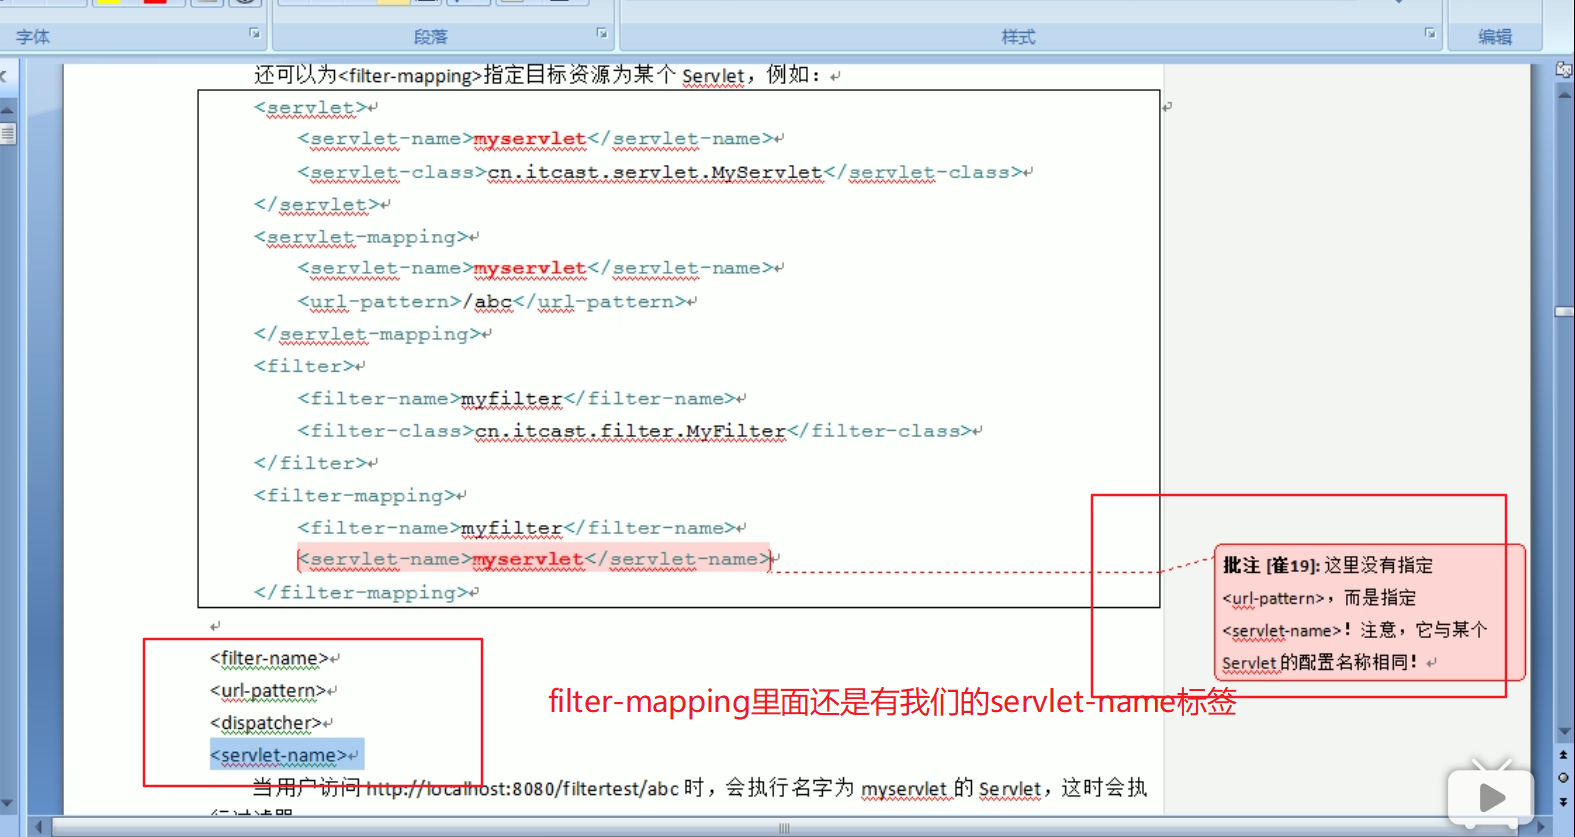 字体 段落 样式 编辑
还可以为<filter-mapping>指定目标资源为某个 Servlet，例如：
<servlet>
<servlet-name>myservlet</servlet-name>
<servlet-class>cn.itcast.servlet.MyServlet</servlet-class>
</servlet>
<servlet-mapping>
<servlet-name>myservlet</servlet-name>
<url-pattern>/abc</url-pattern>
</servlet-mapping>
<filter>
<filter-name>myfilter</filter-name>
<filter-class>cn.itcast.filter.MyFilter</filter-class>
</filter>
<filter-mapping>
<filter-name>myfilter</filter-name>
<servlet-name>myservlet</servlet-name>
</filter-mapping>
批注 [崔19]: 这里没有指定
<url-pattern>，而是指定
<servlet-name>！注意，它与某个
Servlet 的配置名称相同！
<filter-name>
<url-pattern>
<dispatcher>
<servlet-name>
filter-mapping里面还是有我们的servlet-name标签
当用户访问 http://localhost:8080/filtertest/abc 时，会执行名字为 myservlet 的 Servlet，这时会执
行过滤器